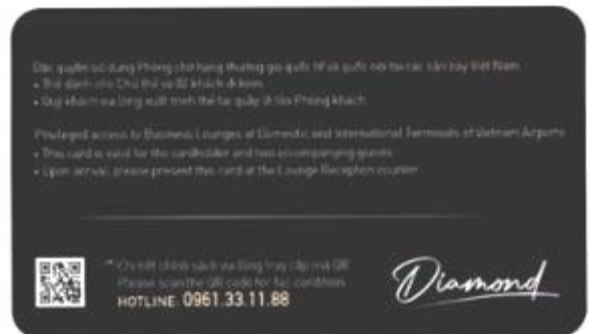 Đặc quyền sử dụng Phòng chờ hạng thương gia quốc tế và quốc nội tại các sân bay Việt Nam
• Thẻ dành cho Chủ thẻ và 02 khách đi kèm
• Quý khách vui lòng xuất trình thẻ tại quầy lễ tân Phòng khách
Privileged access to Business Lounges at Domestic and International Terminals of Vietnam Airports
• This card is valid for the cardholder and two accompanying guests
• Upon arrival, please present this card at the Lounge Reception counter
Chi tiết chính sách vui lòng truy cập mã QR
Please scan the QR code for full condition
HOTLINE: 0961.33.11.88
Diamond